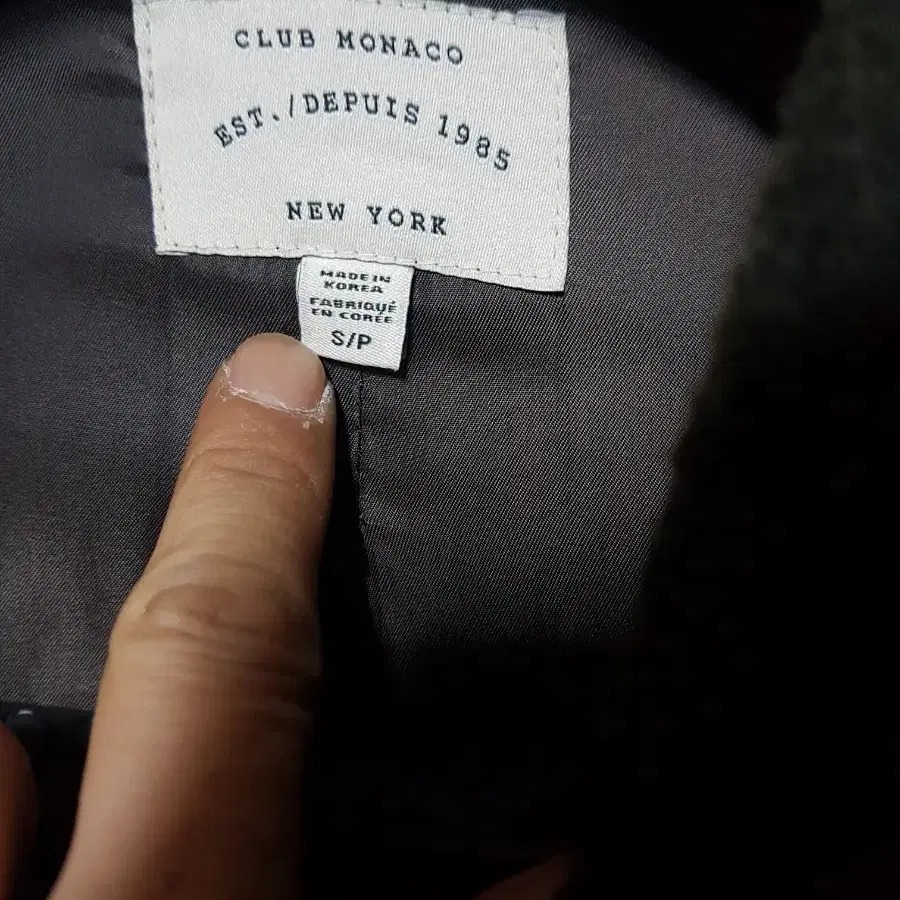 CLUB MONACO
EST./DEPUIS 1985
NEW YORK
MADE IN
KOREA
FABRIQUÉ
EN CORÉE
S/P